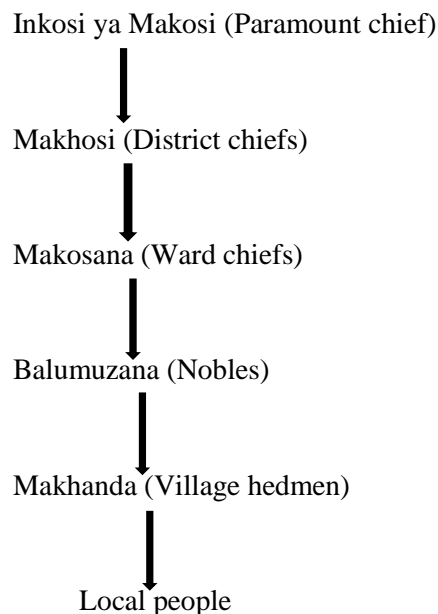 Inkosi ya Makosi (Paramount chief)
Makhosi (District chiefs)
Makosana (Ward chiefs)
Balumuzana (Nobles)
Makhanda (Village hedmen)
Local people